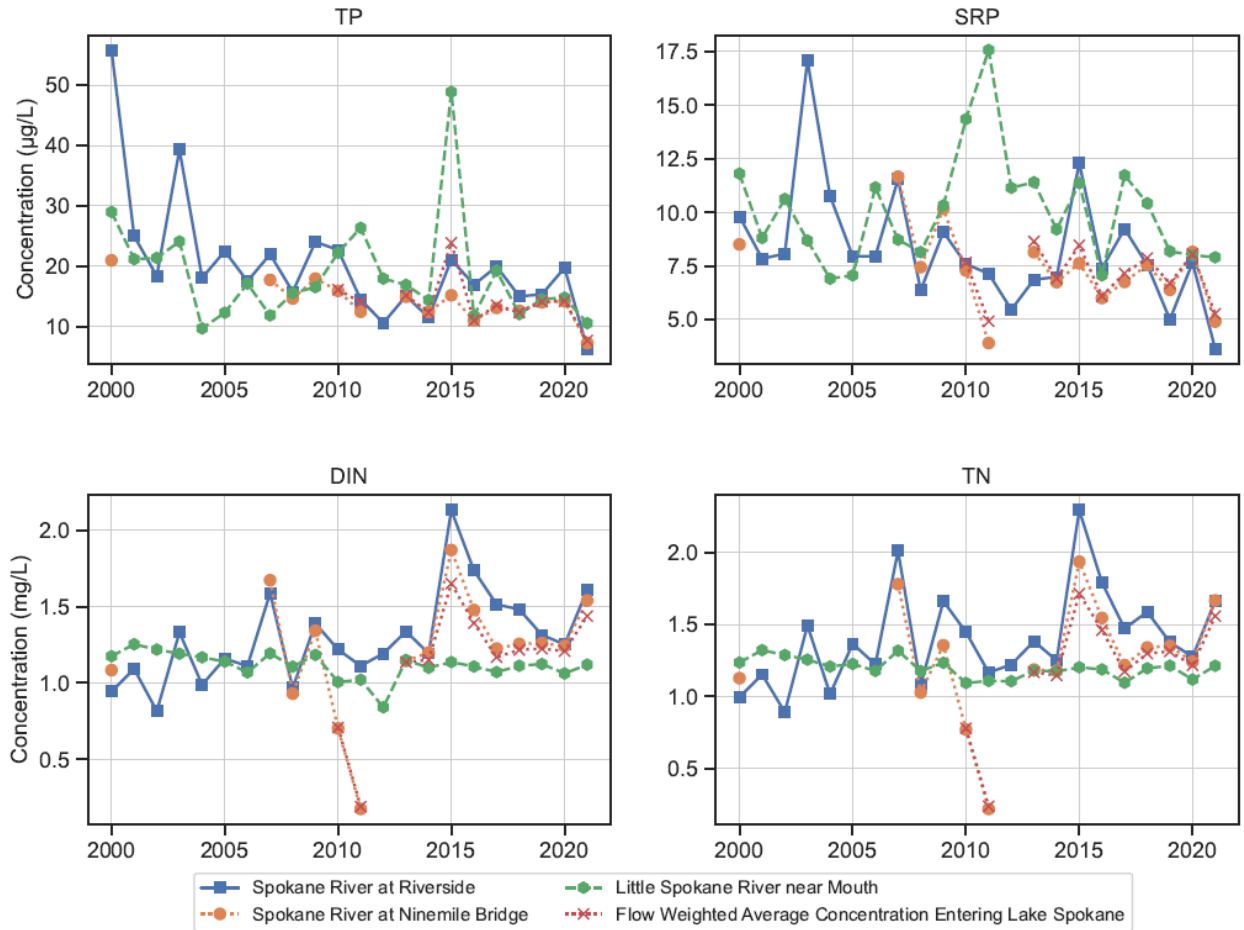 TP
SRP
Concentration (µg/L)
50
40
30
20
10
2000 2005 2010 2015 2020
17.5
15.0
12.5
10.0
7.5
5.0
2000 2005 2010 2015 2020
DIN
TN
Concentration (mg/L)
2.0
1.5
1.0
0.5
2000 2005 2010 2015 2020
2.0
1.5
1.0
0.5
2000 2005 2010 2015 2020
Spokane River at Riverside
Little Spokane River near Mouth
Spokane River at Ninemile Bridge
Flow Weighted Average Concentration Entering Lake Spokane